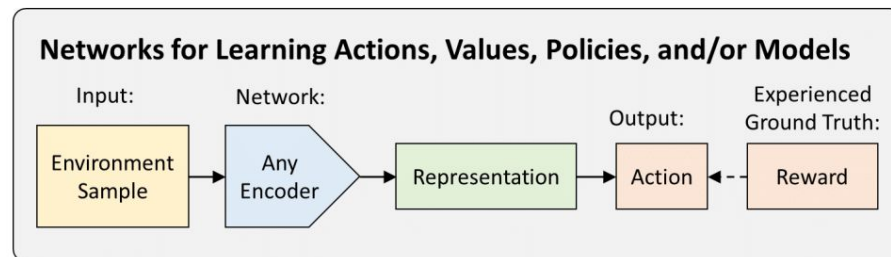 Networks for Learning Actions, Values, Policies, and/or Models
Input:
Network:
Output:
Experienced
Ground Truth:
Environment
Sample
Any
Encoder
Representation
Action
Reward